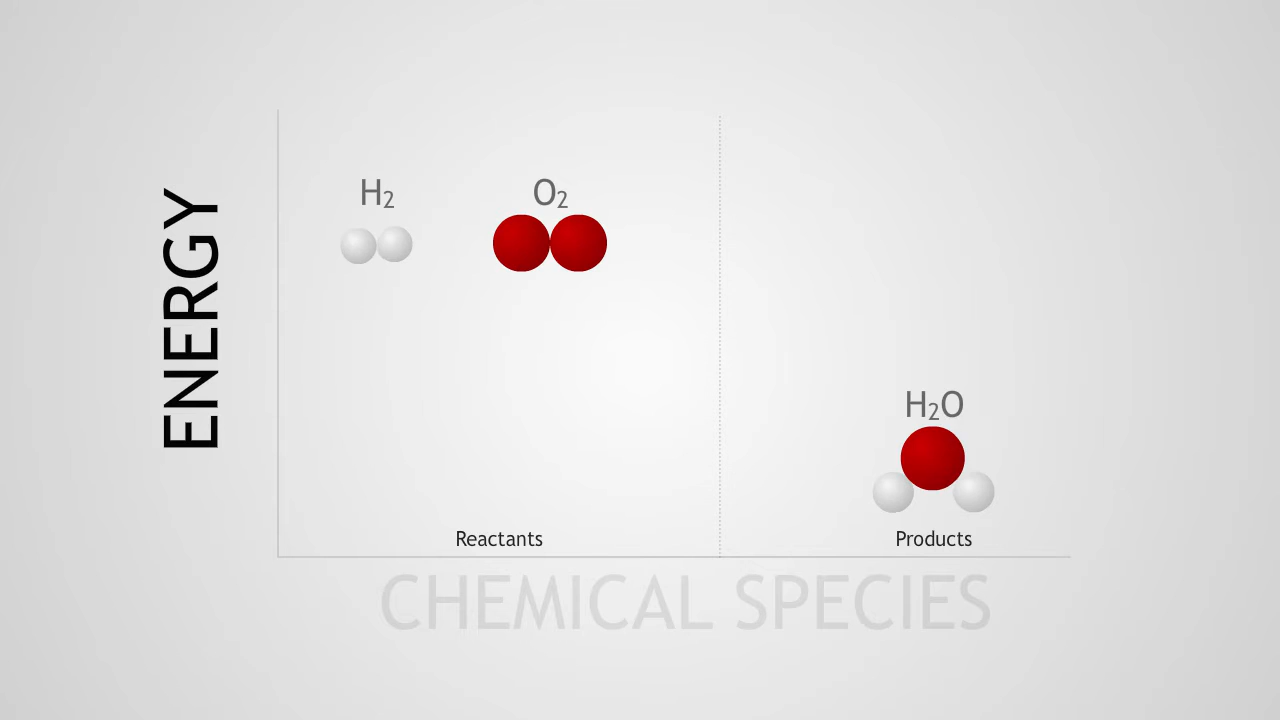 ENERGY
H₂
O₂
H₂O
Reactants
Products
CHEMICAL SPECIES